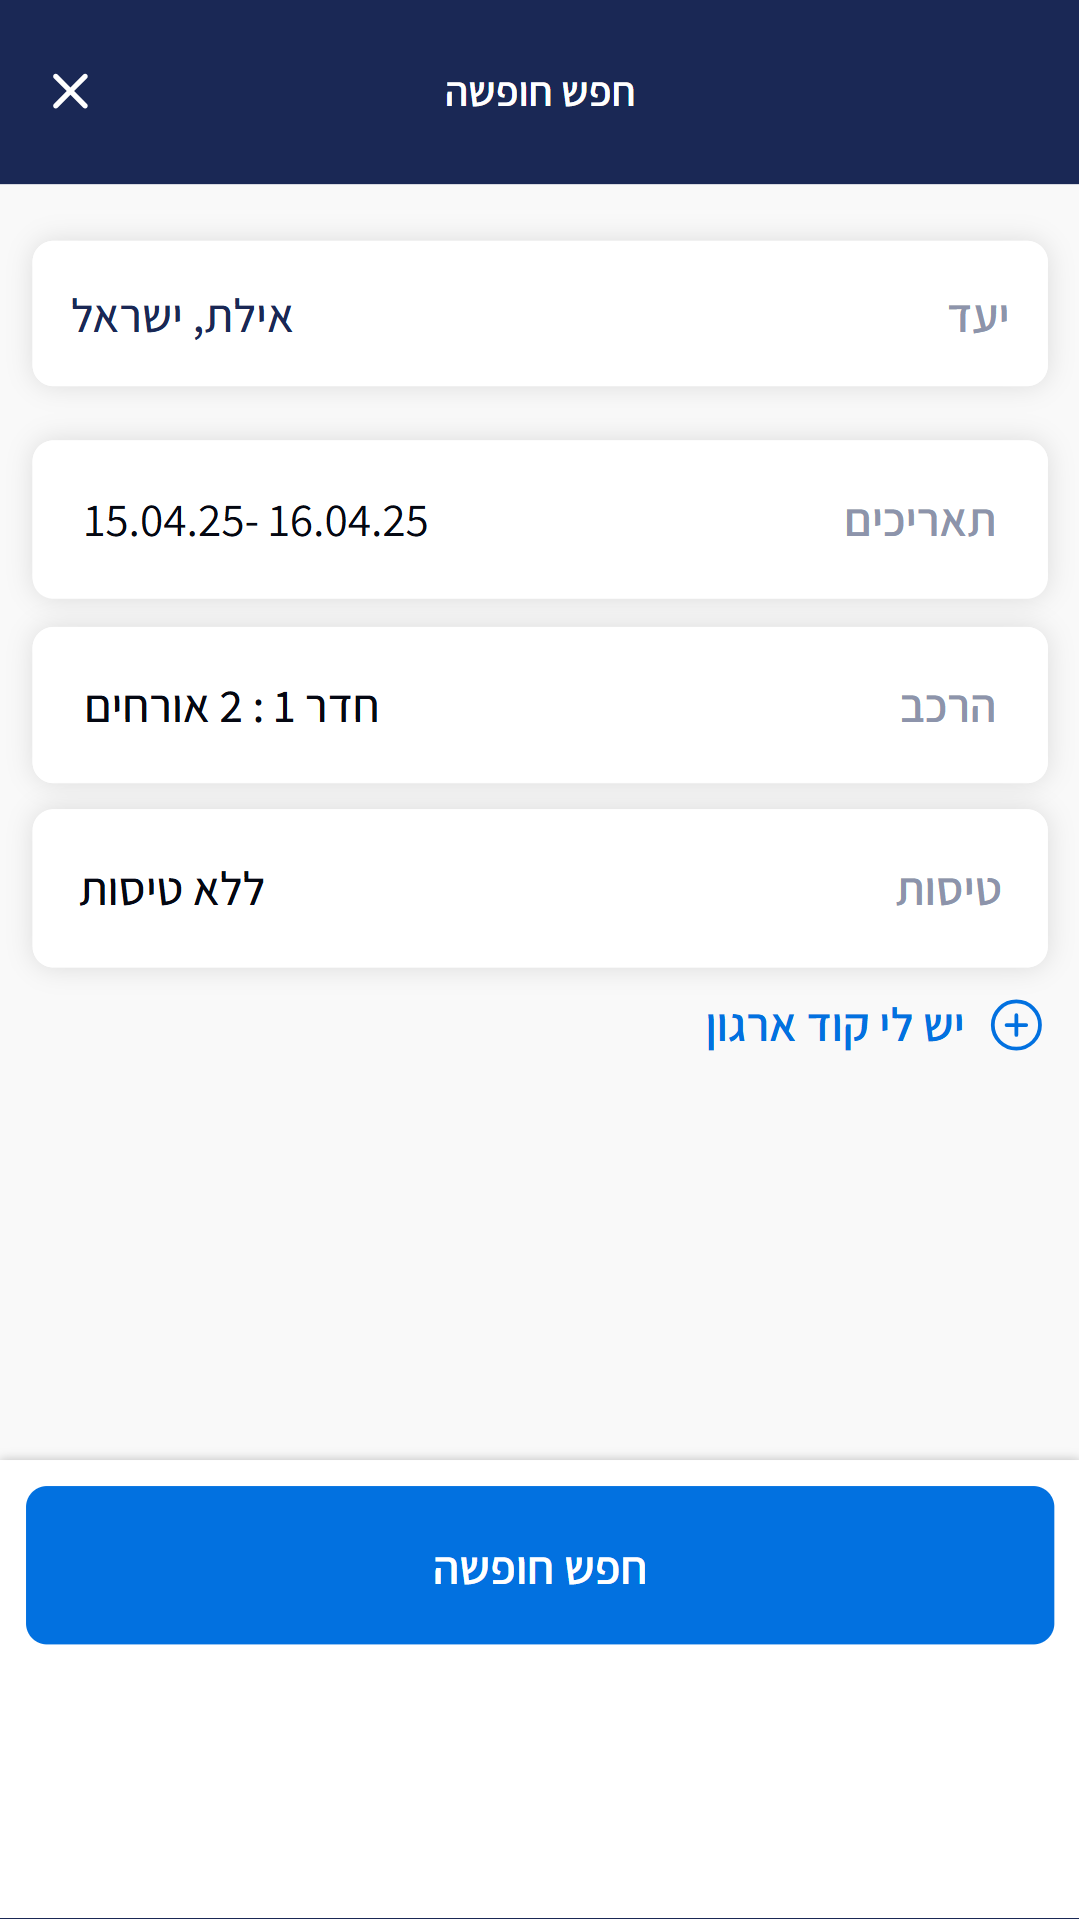 חפש חופשה
יעד אילת, ישראל
תאריכים 15.04.25- 16.04.25
הרכב חדר 1 : 2 אורחים
טיסות ללא טיסות
יש לי קוד ארגון
חפש חופשה